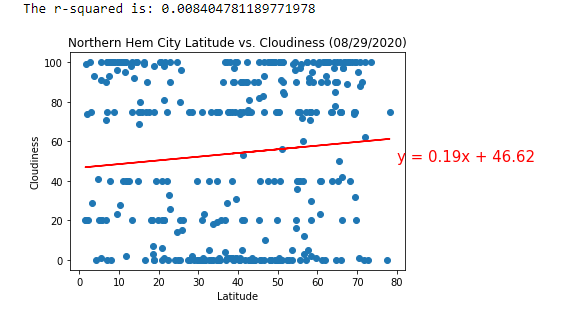 The r-squared is: 0.008404781189771978
Northern Hem City Latitude vs. Cloudiness (08/29/2020)
100
80
60
40
20
0
Cloudiness
y = 0.19x + 46.62
0 10 20 30 40 50 60 70 80
Latitude